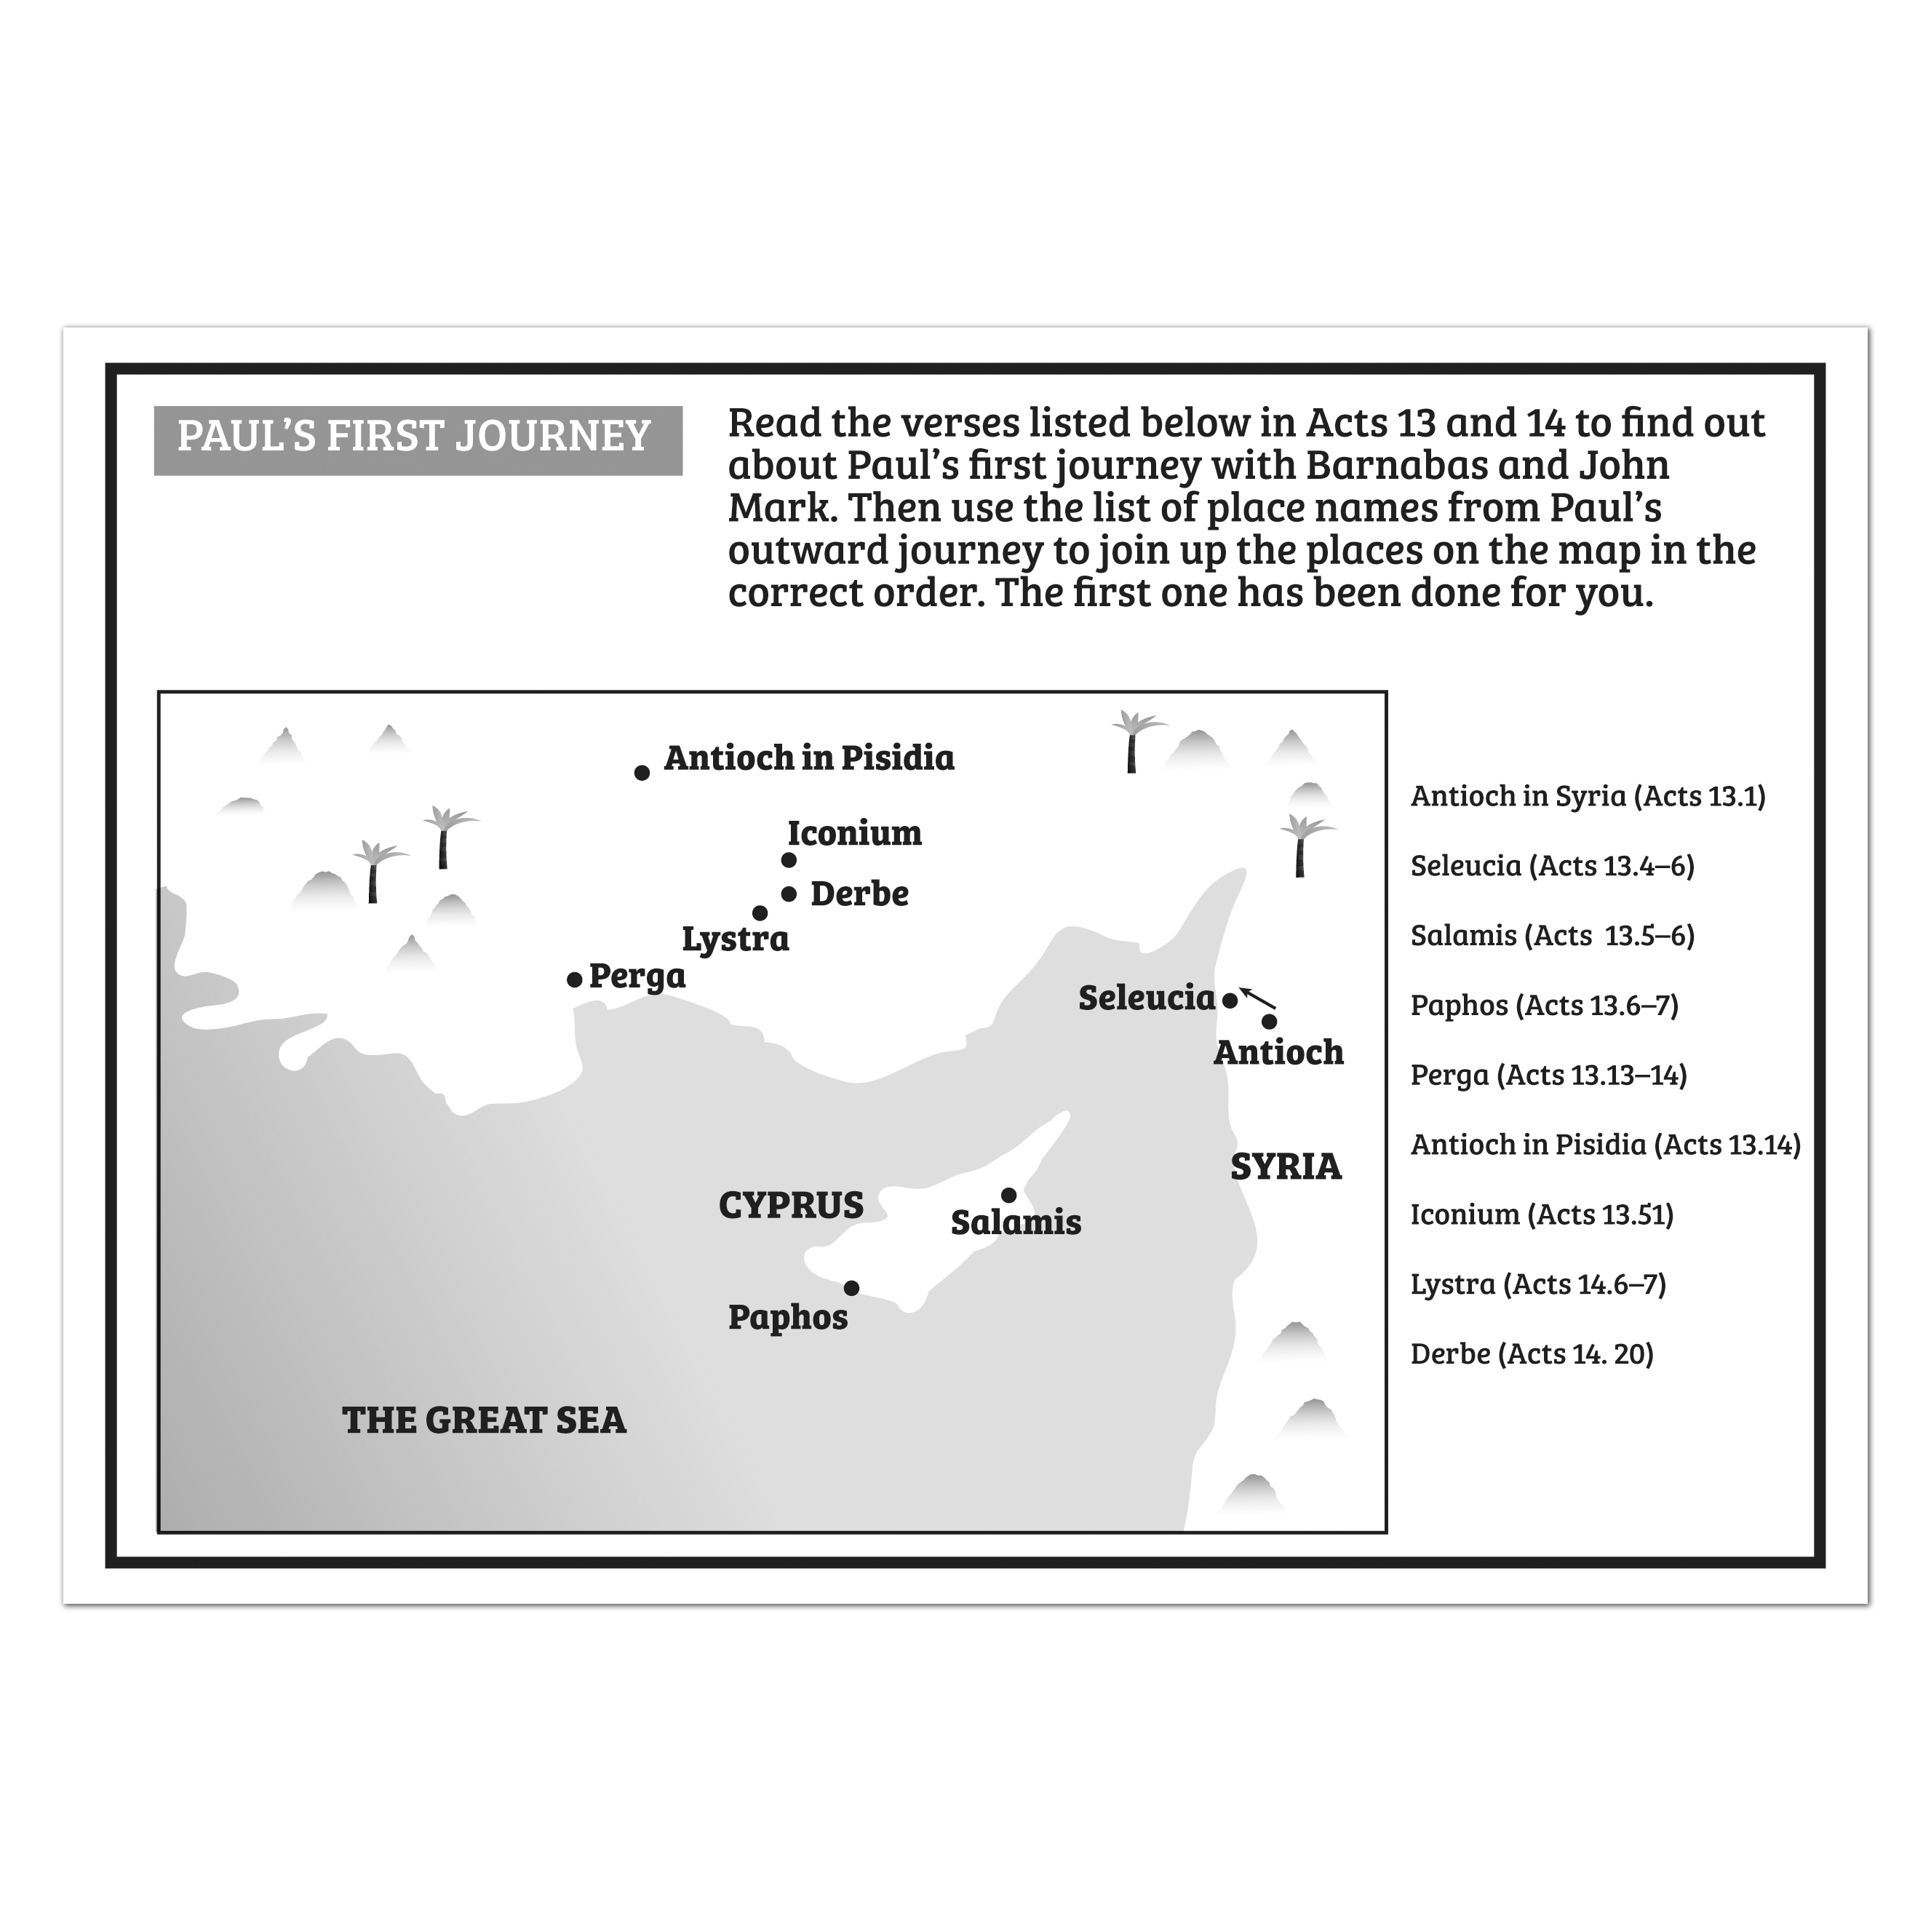 PAUL’S FIRST JOURNEY
Read the verses listed below in Acts 13 and 14 to find out
about Paul’s first journey with Barnabas and John
Mark. Then use the list of place names from Paul’s
outward journey to join up the places on the map in the
correct order. The first one has been done for you.
Antioch in Pisidia
Iconium
Derbe
Lystra
Perga
Seleucia
Antioch
SYRIA
CYPRUS
Salamis
Paphos
THE GREAT SEA
Antioch in Syria (Acts 13.1)
Seleucia (Acts 13.4–6)
Salamis (Acts  13.5–6)
Paphos (Acts 13.6–7)
Perga (Acts 13.13–14)
Antioch in Pisidia (Acts 13.14)
Iconium (Acts 13.51)
Lystra (Acts 14.6–7)
Derbe (Acts 14. 20)